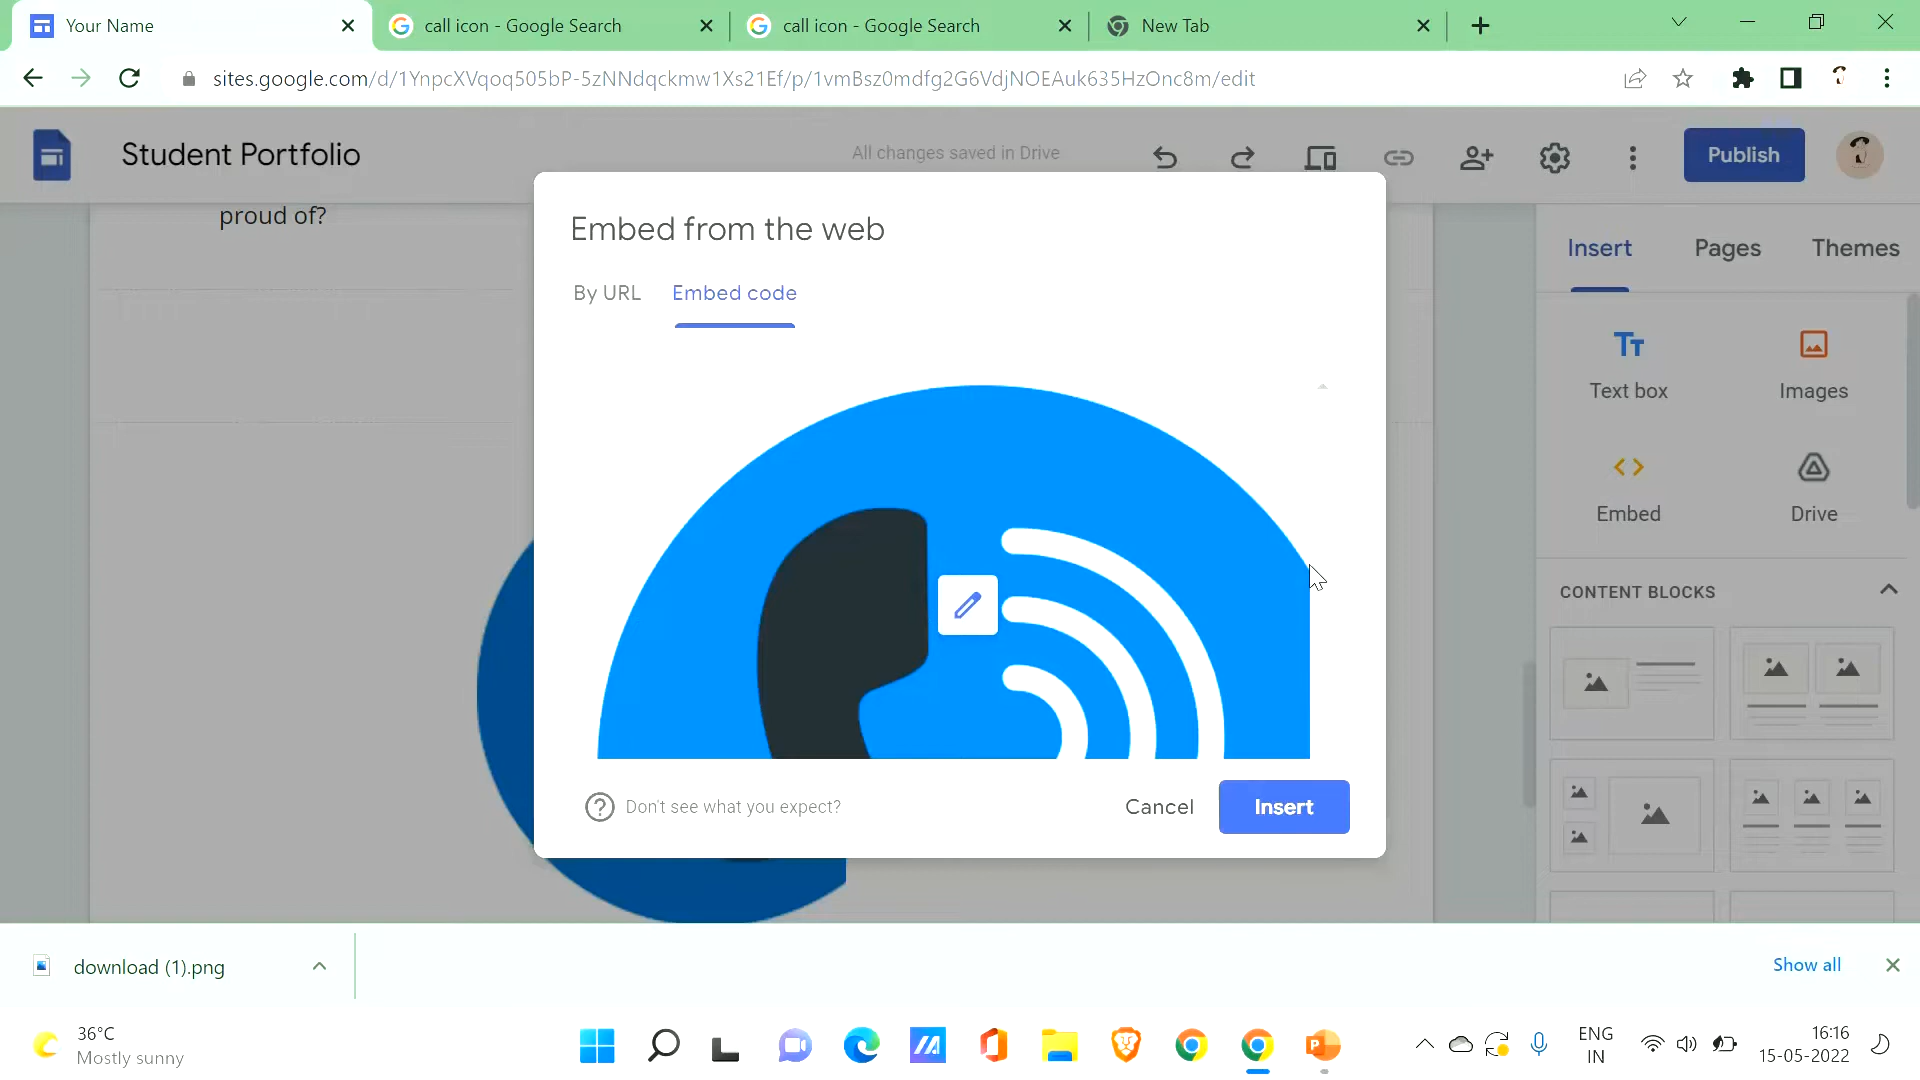 Your Name
call icon - Google Search
call icon - Google Search
New Tab
sites.google.com/d/1YnpcXVqoq505bP-5zNNdqckmw1Xs21Ef/p/1vmBsz0mdfg2G6VdjNOEAuk635HzOnc8m/edit
Student Portfolio
All changes saved in Drive
Publish
proud of?
Embed from the web
By URL
Embed code
Don't see what you expect?
Cancel
Insert
Insert
Pages
Themes
Text box
Images
Embed
Drive
CONTENT BLOCKS
download (1).png
Show all
36°C
Mostly sunny
ENG
IN
16:16
15-05-2022